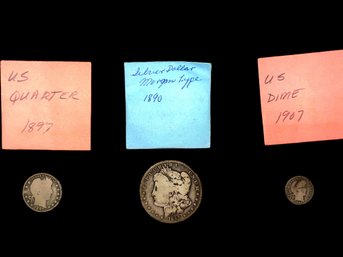 US
QUARTER
1897
Silver Dollar
Morgan Type
1890
US
DIME
1907